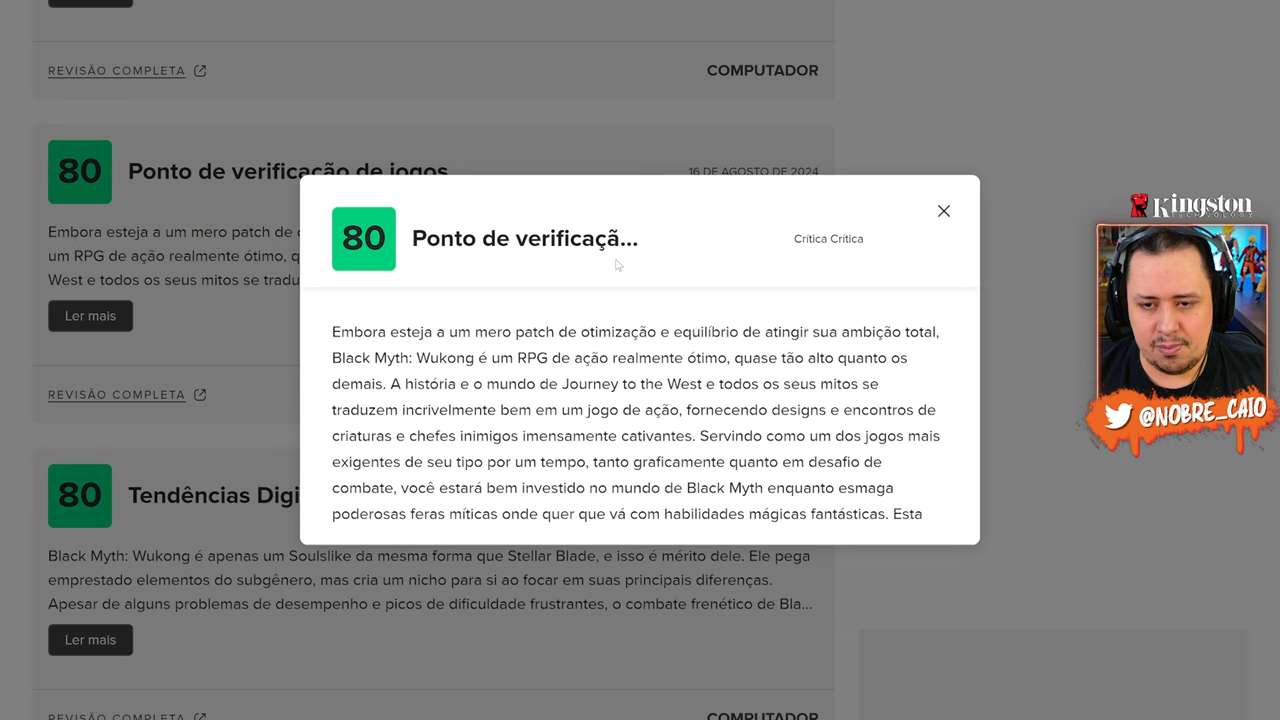 REVISÃO COMPLETA
COMPUTADOR
80
Ponto de verificação de jogos
16 DE AGOSTO DE 2024
Embora esteja a um mero patch de
um RPG de ação realmente ótimo, q
West e todos os seus mitos se tradu
Ler mais
REVISÃO COMPLETA
80
Tendências Digi
Black Myth: Wukong é apenas um Soulslike da mesma forma que Stellar Blade, e isso é mérito dele. Ele pega
emprestado elementos do subgênero, mas cria um nicho para si ao focar em suas principais diferenças.
Apesar de alguns problemas de desempenho e picos de dificuldade frustrantes, o combate frenético de Bla...
Ler mais
REVISÃO COMPLETA
COMPUTADOR
80
Ponto de verificaçã...
Crítica Crítica
Embora esteja a um mero patch de otimização e equilíbrio de atingir sua ambição total,
Black Myth: Wukong é um RPG de ação realmente ótimo, quase tão alto quanto os
demais. A história e o mundo de Journey to the West e todos os seus mitos se
traduzem incrivelmente bem em um jogo de ação, fornecendo designs e encontros de
criaturas e chefes inimigos imensamente cativantes. Servindo como um dos jogos mais
exigentes de seu tipo por um tempo, tanto graficamente quanto em desafio de
combate, você estará bem investido no mundo de Black Myth enquanto esmaga
poderosas feras míticas onde quer que vá com habilidades mágicas fantásticas. Esta
Kingston
TECHNOLOGY
@NOBRE_CAIO